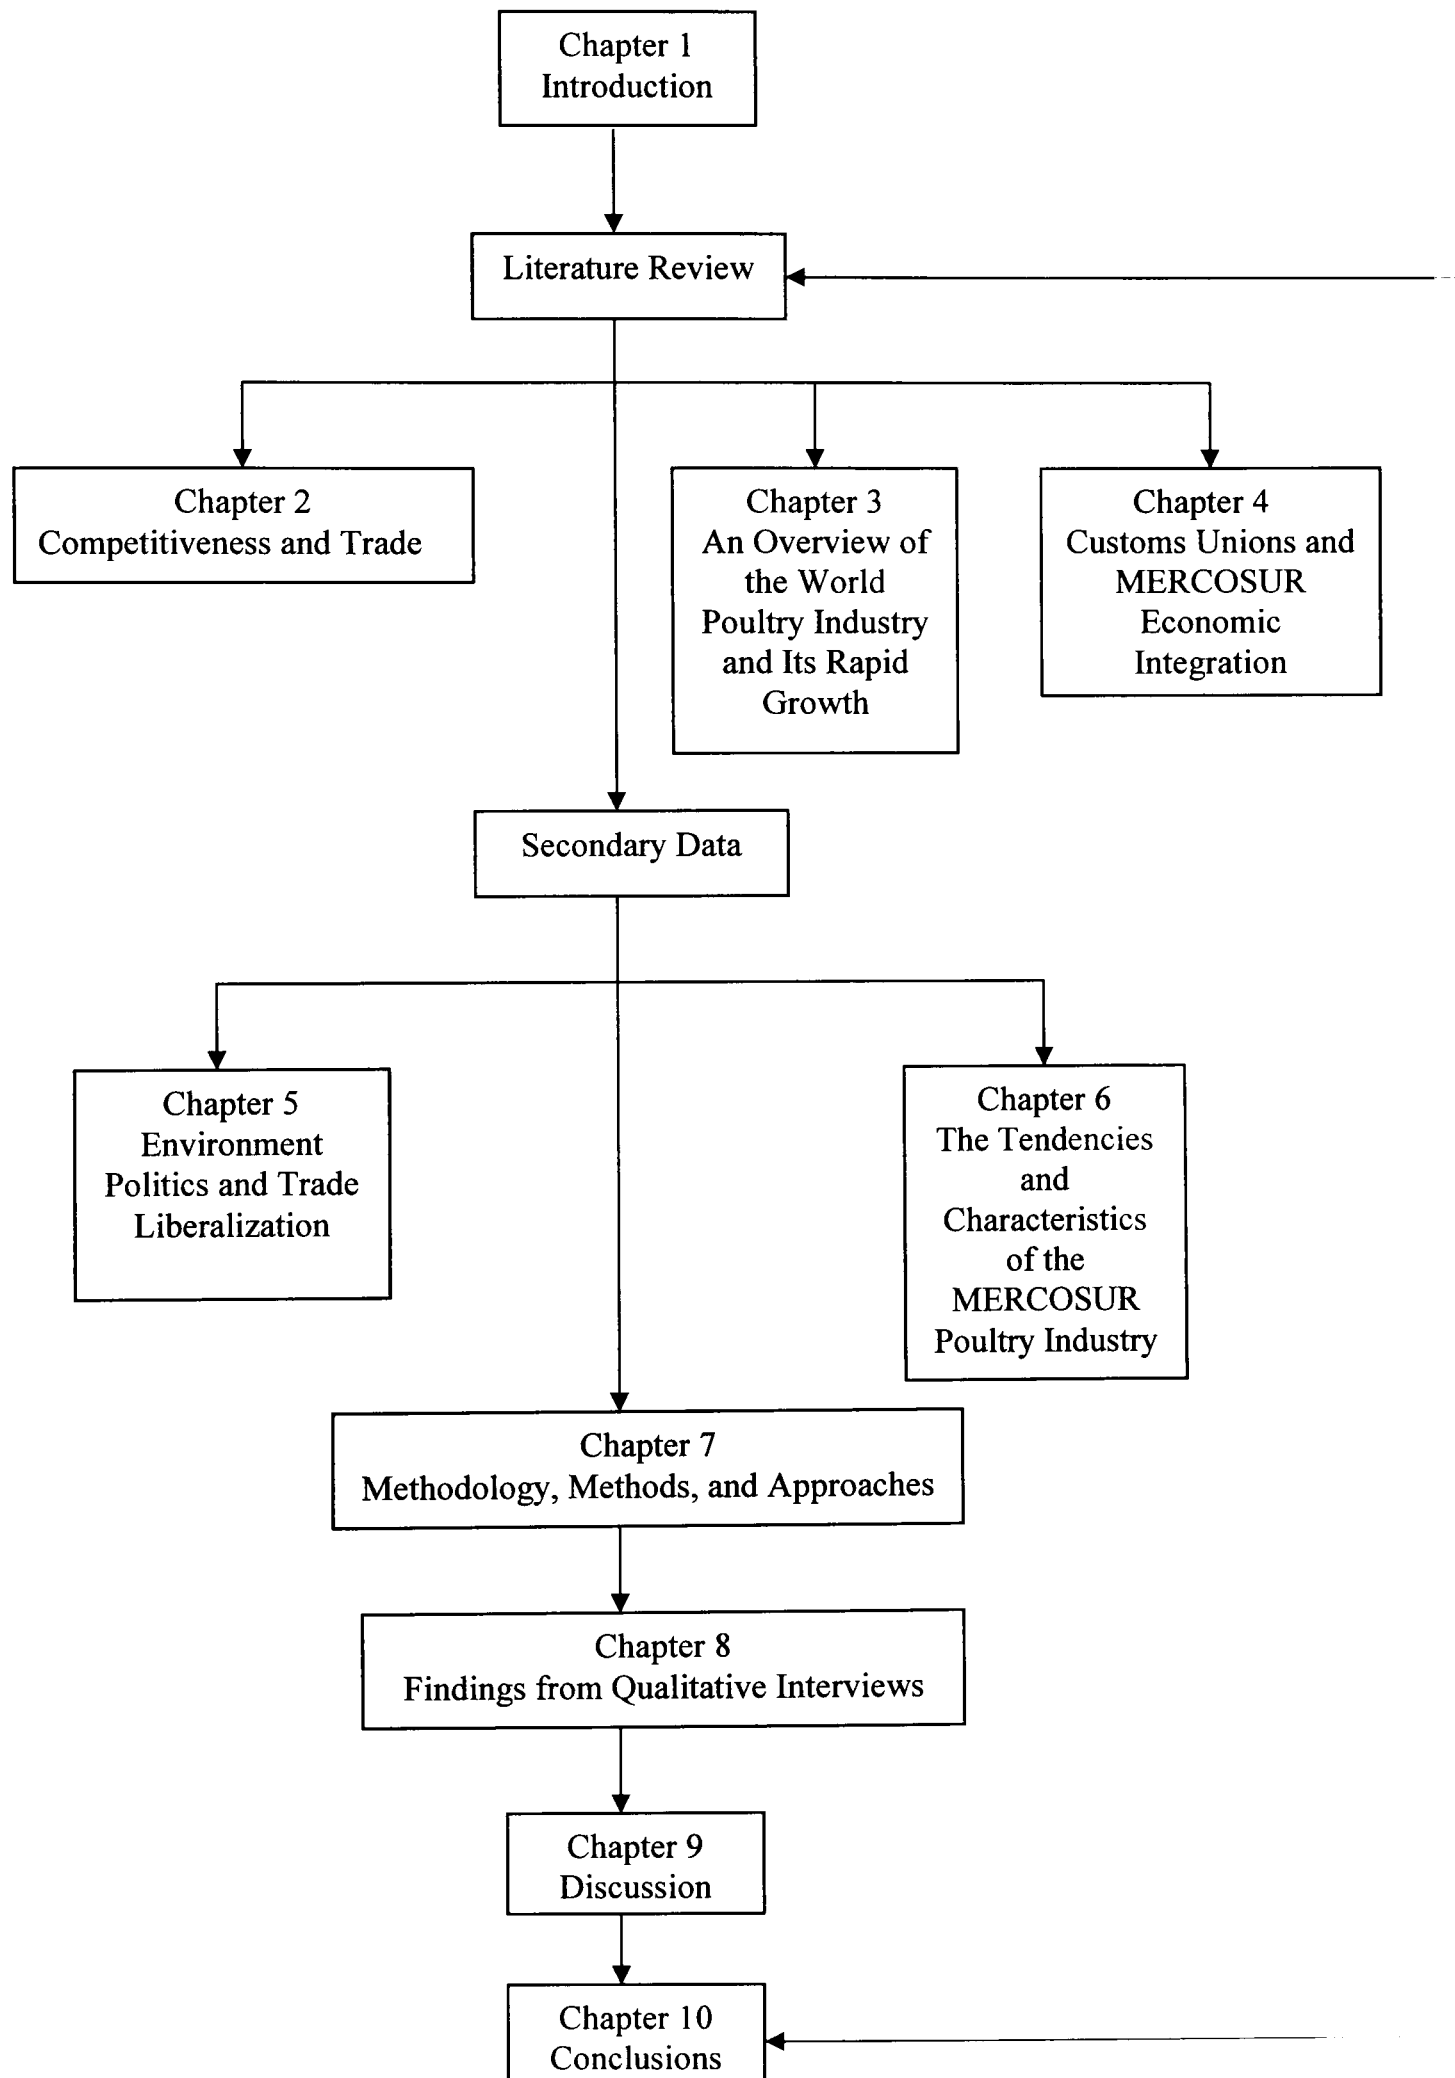 Chapter 1
Introduction
Literature Review
Chapter 2
Competitiveness and Trade
Chapter 3
An Overview of
the World
Poultry Industry
and Its Rapid
Growth
Chapter 4
Customs Unions and
MERCOSUR
Economic
Integration
Secondary Data
Chapter 5
Environment
Politics and Trade
Liberalization
Chapter 6
The Tendencies
and
Characteristics
of the
MERCOSUR
Poultry Industry
Chapter 7
Methodology, Methods, and Approaches
Chapter 8
Findings from Qualitative Interviews
Chapter 9
Discussion
Chapter 10
Conclusions